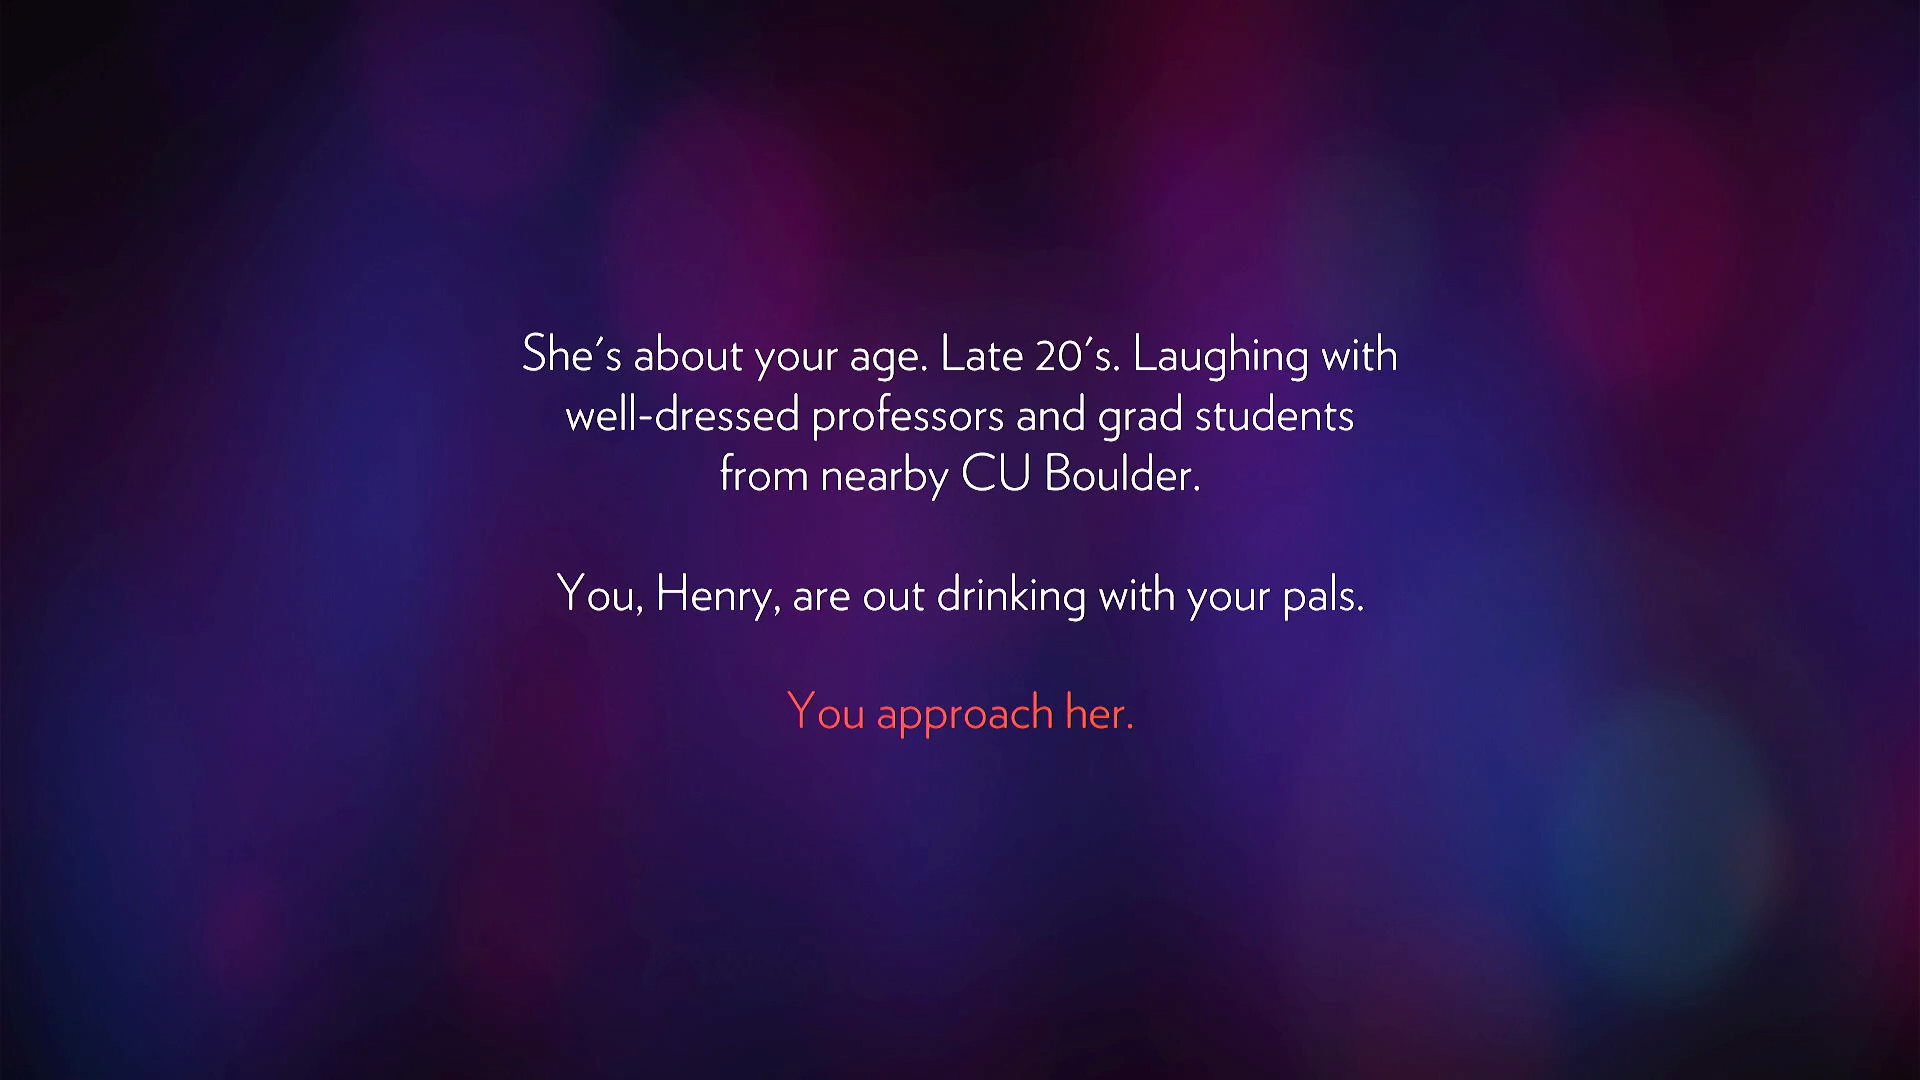 She's about your age. Late 20's. Laughing with
well-dressed professors and grad students
from nearby CU Boulder.
You, Henry, are out drinking with your pals.
You approach her.